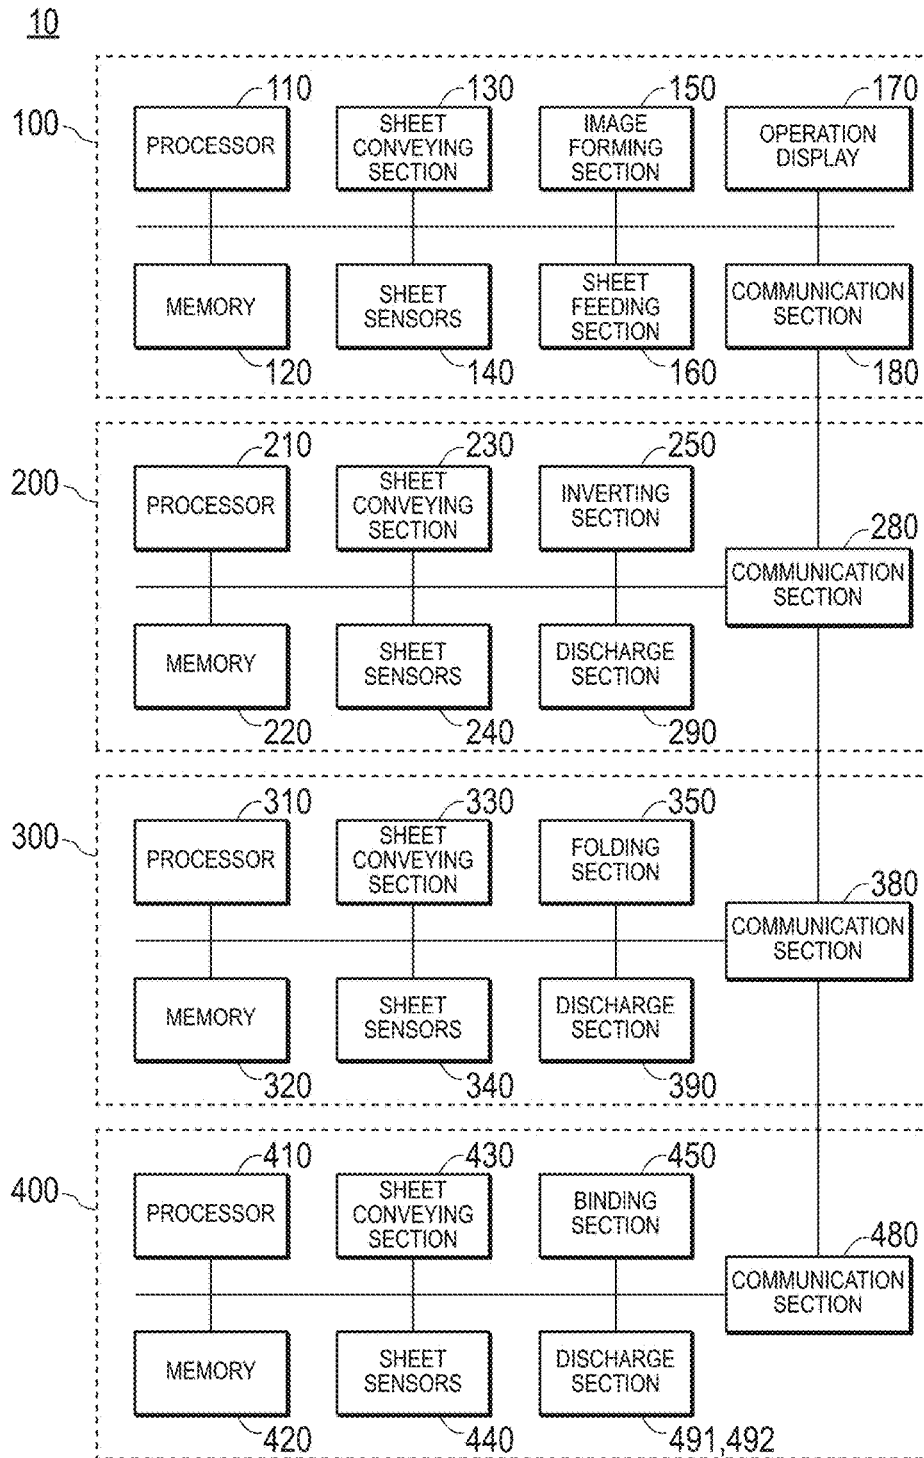 10
100
110
130
150
170
PROCESSOR
SHEET
CONVEYING
SECTION
IMAGE
FORMING
SECTION
OPERATION
DISPLAY
MEMORY
SHEET
SENSORS
SHEET
FEEDING
SECTION
COMMUNICATION
SECTION
120
140
160
180
200
210
230
250
PROCESSOR
SHEET
CONVEYING
SECTION
INVERTING
SECTION
280
COMMUNICATION
SECTION
MEMORY
SHEET
SENSORS
DISCHARGE
SECTION
220
240
290
300
310
330
350
PROCESSOR
SHEET
CONVEYING
SECTION
FOLDING
SECTION
380
COMMUNICATION
SECTION
MEMORY
SHEET
SENSORS
DISCHARGE
SECTION
320
340
390
400
410
430
450
PROCESSOR
SHEET
CONVEYING
SECTION
BINDING
SECTION
480
COMMUNICATION
SECTION
MEMORY
SHEET
SENSORS
DISCHARGE
SECTION
420
440
491,492